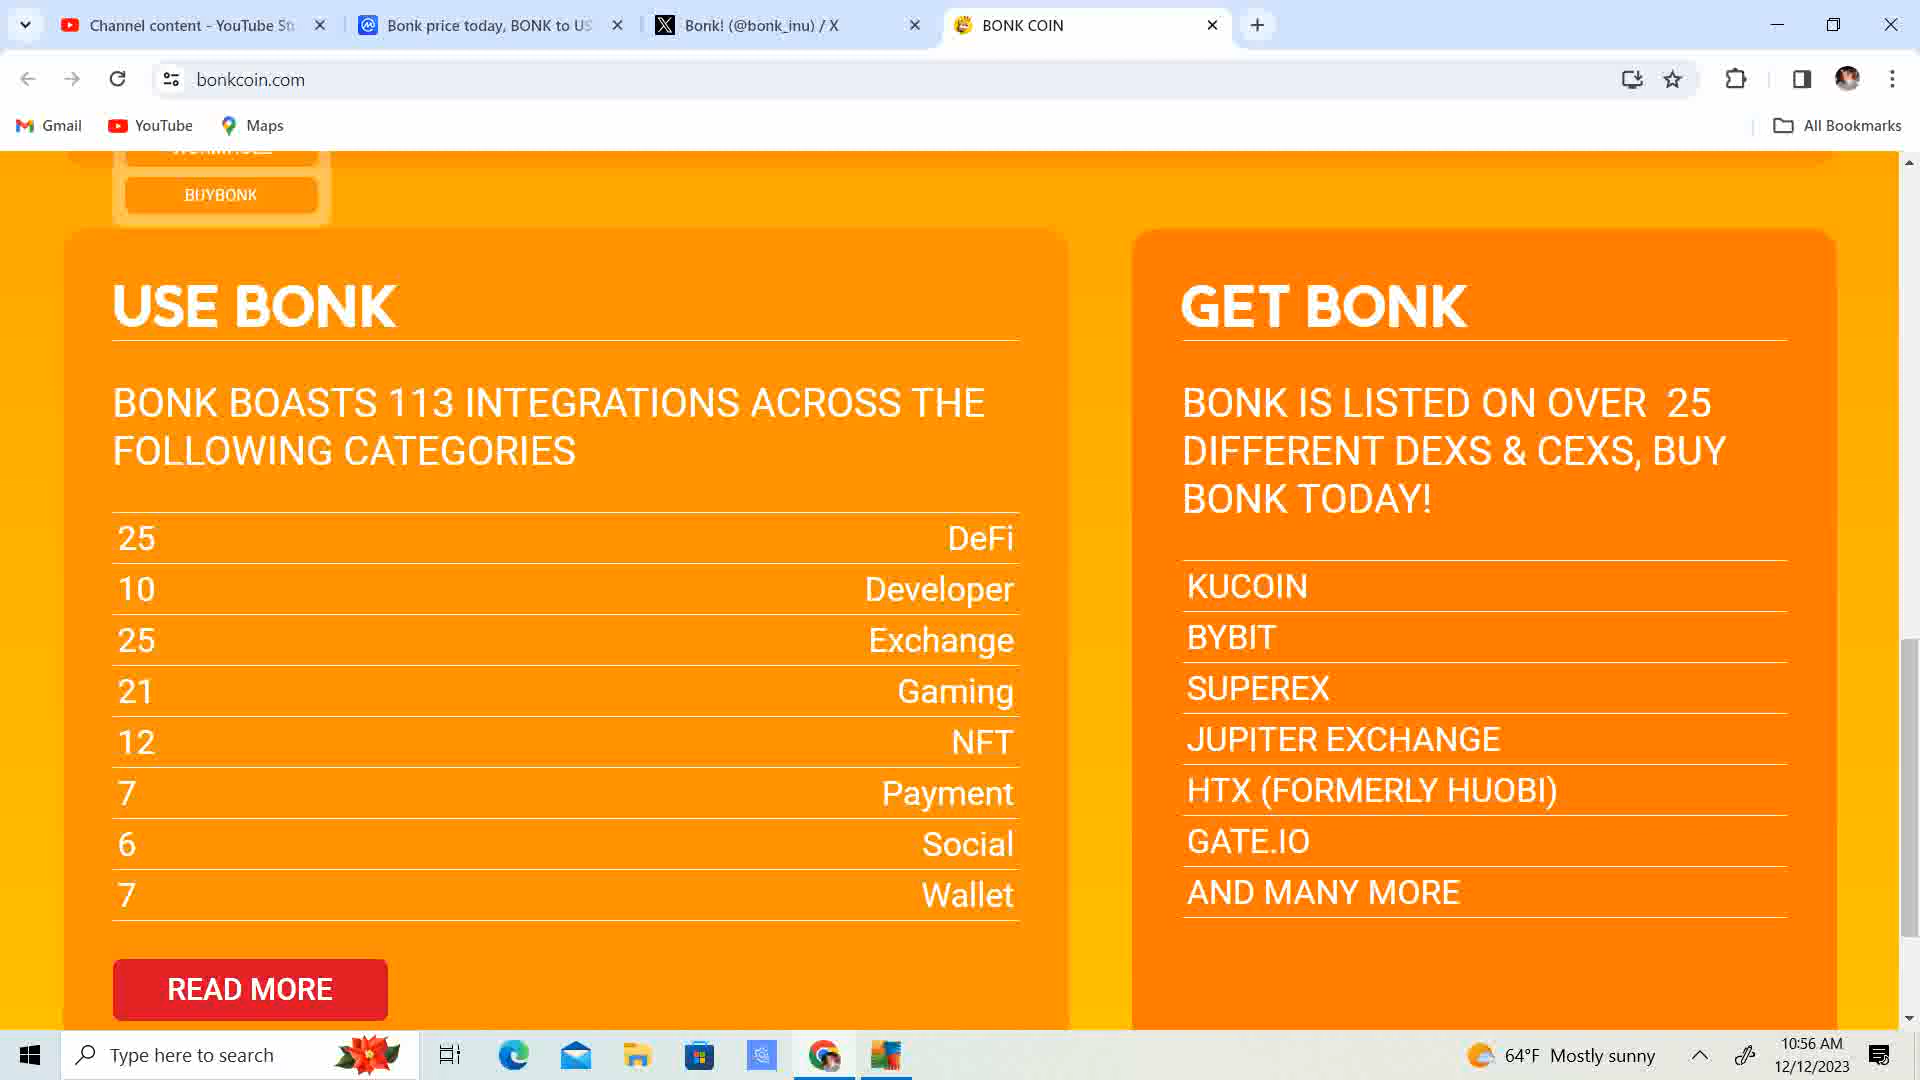 Channel content - YouTube Stu
Bonk price today, BONK to US
Bonk! (@bonk_inu) / X
BONK COIN
bonkcoin.com
Gmail
YouTube
Maps
All Bookmarks
BUYBONK
USE BONK
BONK BOASTS 113 INTEGRATIONS ACROSS THE
FOLLOWING CATEGORIES
25 DeFi
10 Developer
25 Exchange
21 Gaming
12 NFT
7 Payment
6 Social
7 Wallet
READ MORE
GET BONK
BONK IS LISTED ON OVER 25
DIFFERENT DEXS & CEXS, BUY
BONK TODAY!
KUCOIN
BYBIT
SUPEREX
JUPITER EXCHANGE
HTX (FORMERLY HUOBI)
GATE.IO
AND MANY MORE
Type here to search
64°F Mostly sunny
10:56 AM
12/12/2023